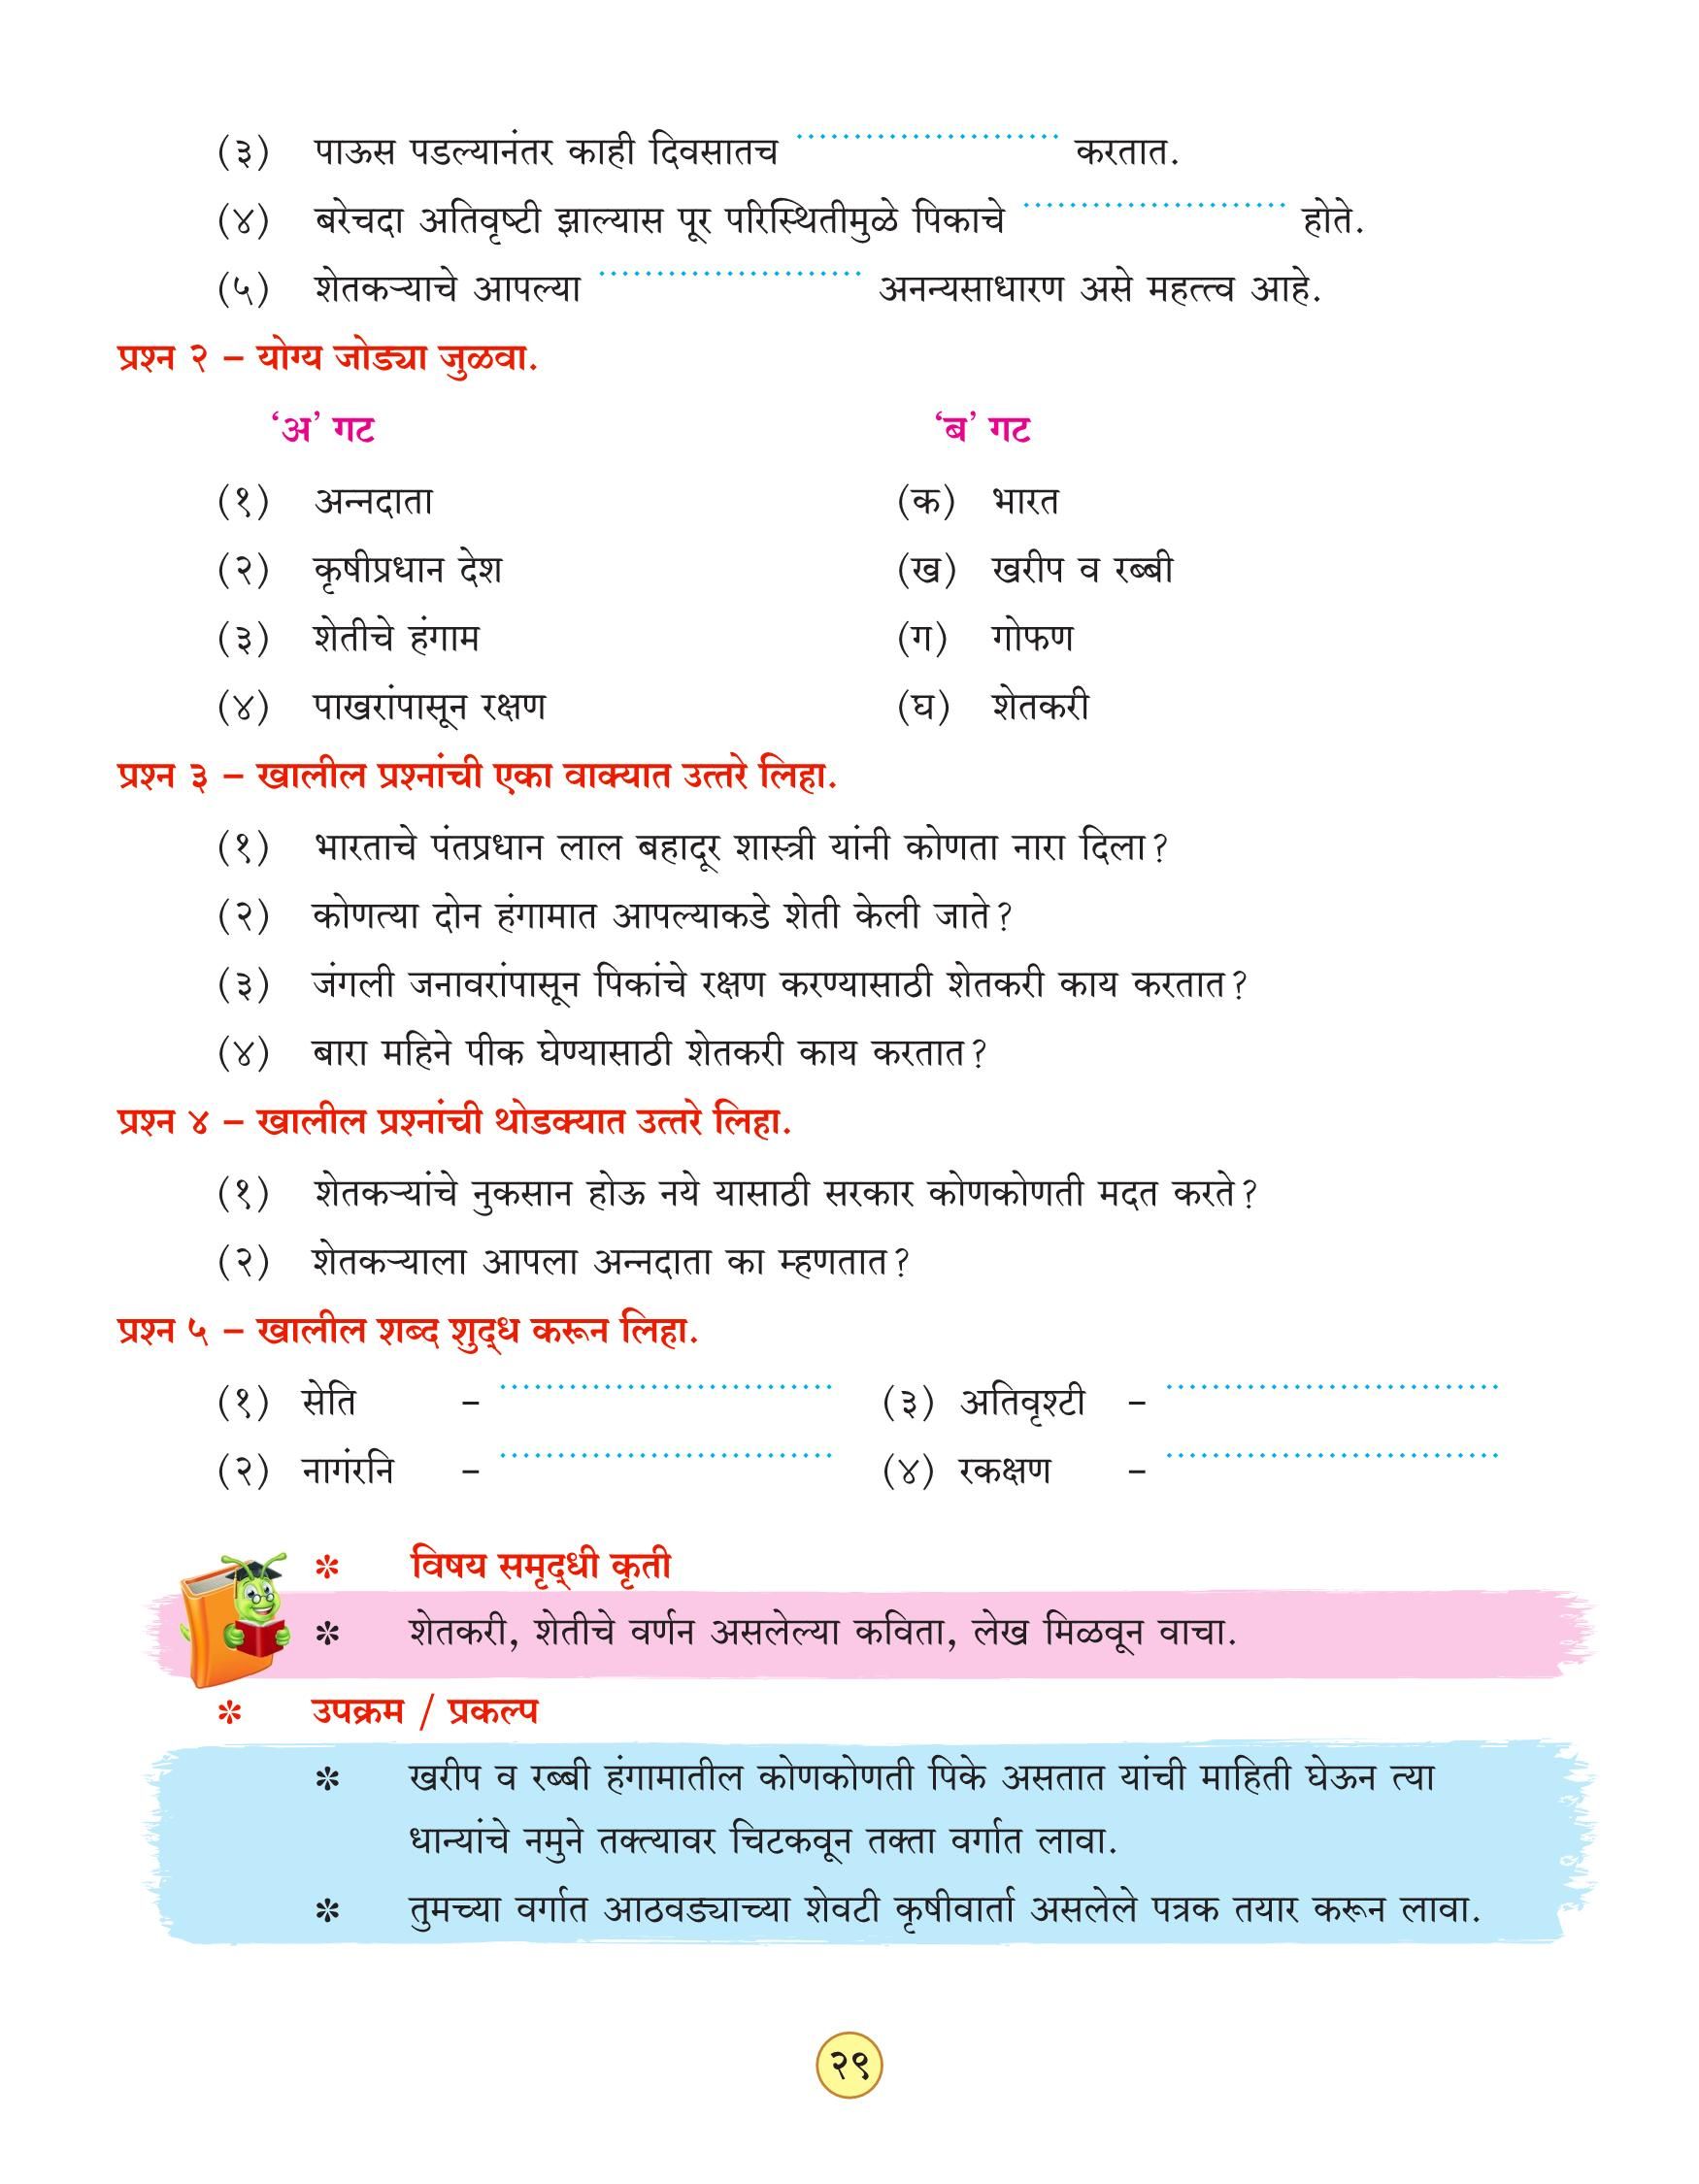 (३) पाऊस पडल्यानंतर काही दिवसातच ....................... करतात.
(४) बरेचदा अतिवृष्टी झाल्यास पूर परिस्थितीमुळे पिकाचे ....................... होते.
(५) शेतकऱ्याचे आपल्या ....................... अनन्यसाधारण असे महत्त्व आहे.
प्रश्न २ – योग्य जोड्या जुळवा.
‘अ’ गट ‘ब’ गट
(१) अन्नदाता (क) भारत
(२) कृषीप्रधान देश (ख) खरीप व रब्बी
(३) शेतीचे हंगाम (ग) गोफण
(४) पाखरांपासून रक्षण (घ) शेतकरी
प्रश्न ३ – खालील प्रश्नांची एका वाक्यात उत्तरे लिहा.
(१) भारताचे पंतप्रधान लाल बहादूर शास्त्री यांनी कोणता नारा दिला?
(२) कोणत्या दोन हंगामात आपल्याकडे शेती केली जाते?
(३) जंगली जनावरांपासून पिकांचे रक्षण करण्यासाठी शेतकरी काय करतात?
(४) बारा महिने पीक घेण्यासाठी शेतकरी काय करतात?
प्रश्न ४ – खालील प्रश्नांची थोडक्यात उत्तरे लिहा.
(१) शेतकऱ्यांचे नुकसान होऊ नये यासाठी सरकार कोणकोणती मदत करते?
(२) शेतकऱ्याला आपला अन्नदाता का म्हणतात?
प्रश्न ५ – खालील शब्द शुद्ध करून लिहा.
(१) सेति – ............................. (३) अतिवृश्टी – .............................
(२) नागंरनि – ............................. (४) रकक्षण – .............................
✽ विषय समृद्धी कृती
✽ शेतकरी, शेतीचे वर्णन असलेल्या कविता, लेख मिळवून वाचा.
✽ उपक्रम / प्रकल्प
✽ खरीप व रब्बी हंगामातील कोणकोणती पिके असतात यांची माहिती घेऊन त्या
धान्यांचे नमुने तक्त्यावर चिटकवून तक्ता वर्गात लावा.
✽ तुमच्या वर्गात आठवड्याच्या शेवटी कृषीवार्ता असलेले पत्रक तयार करून लावा.
२९